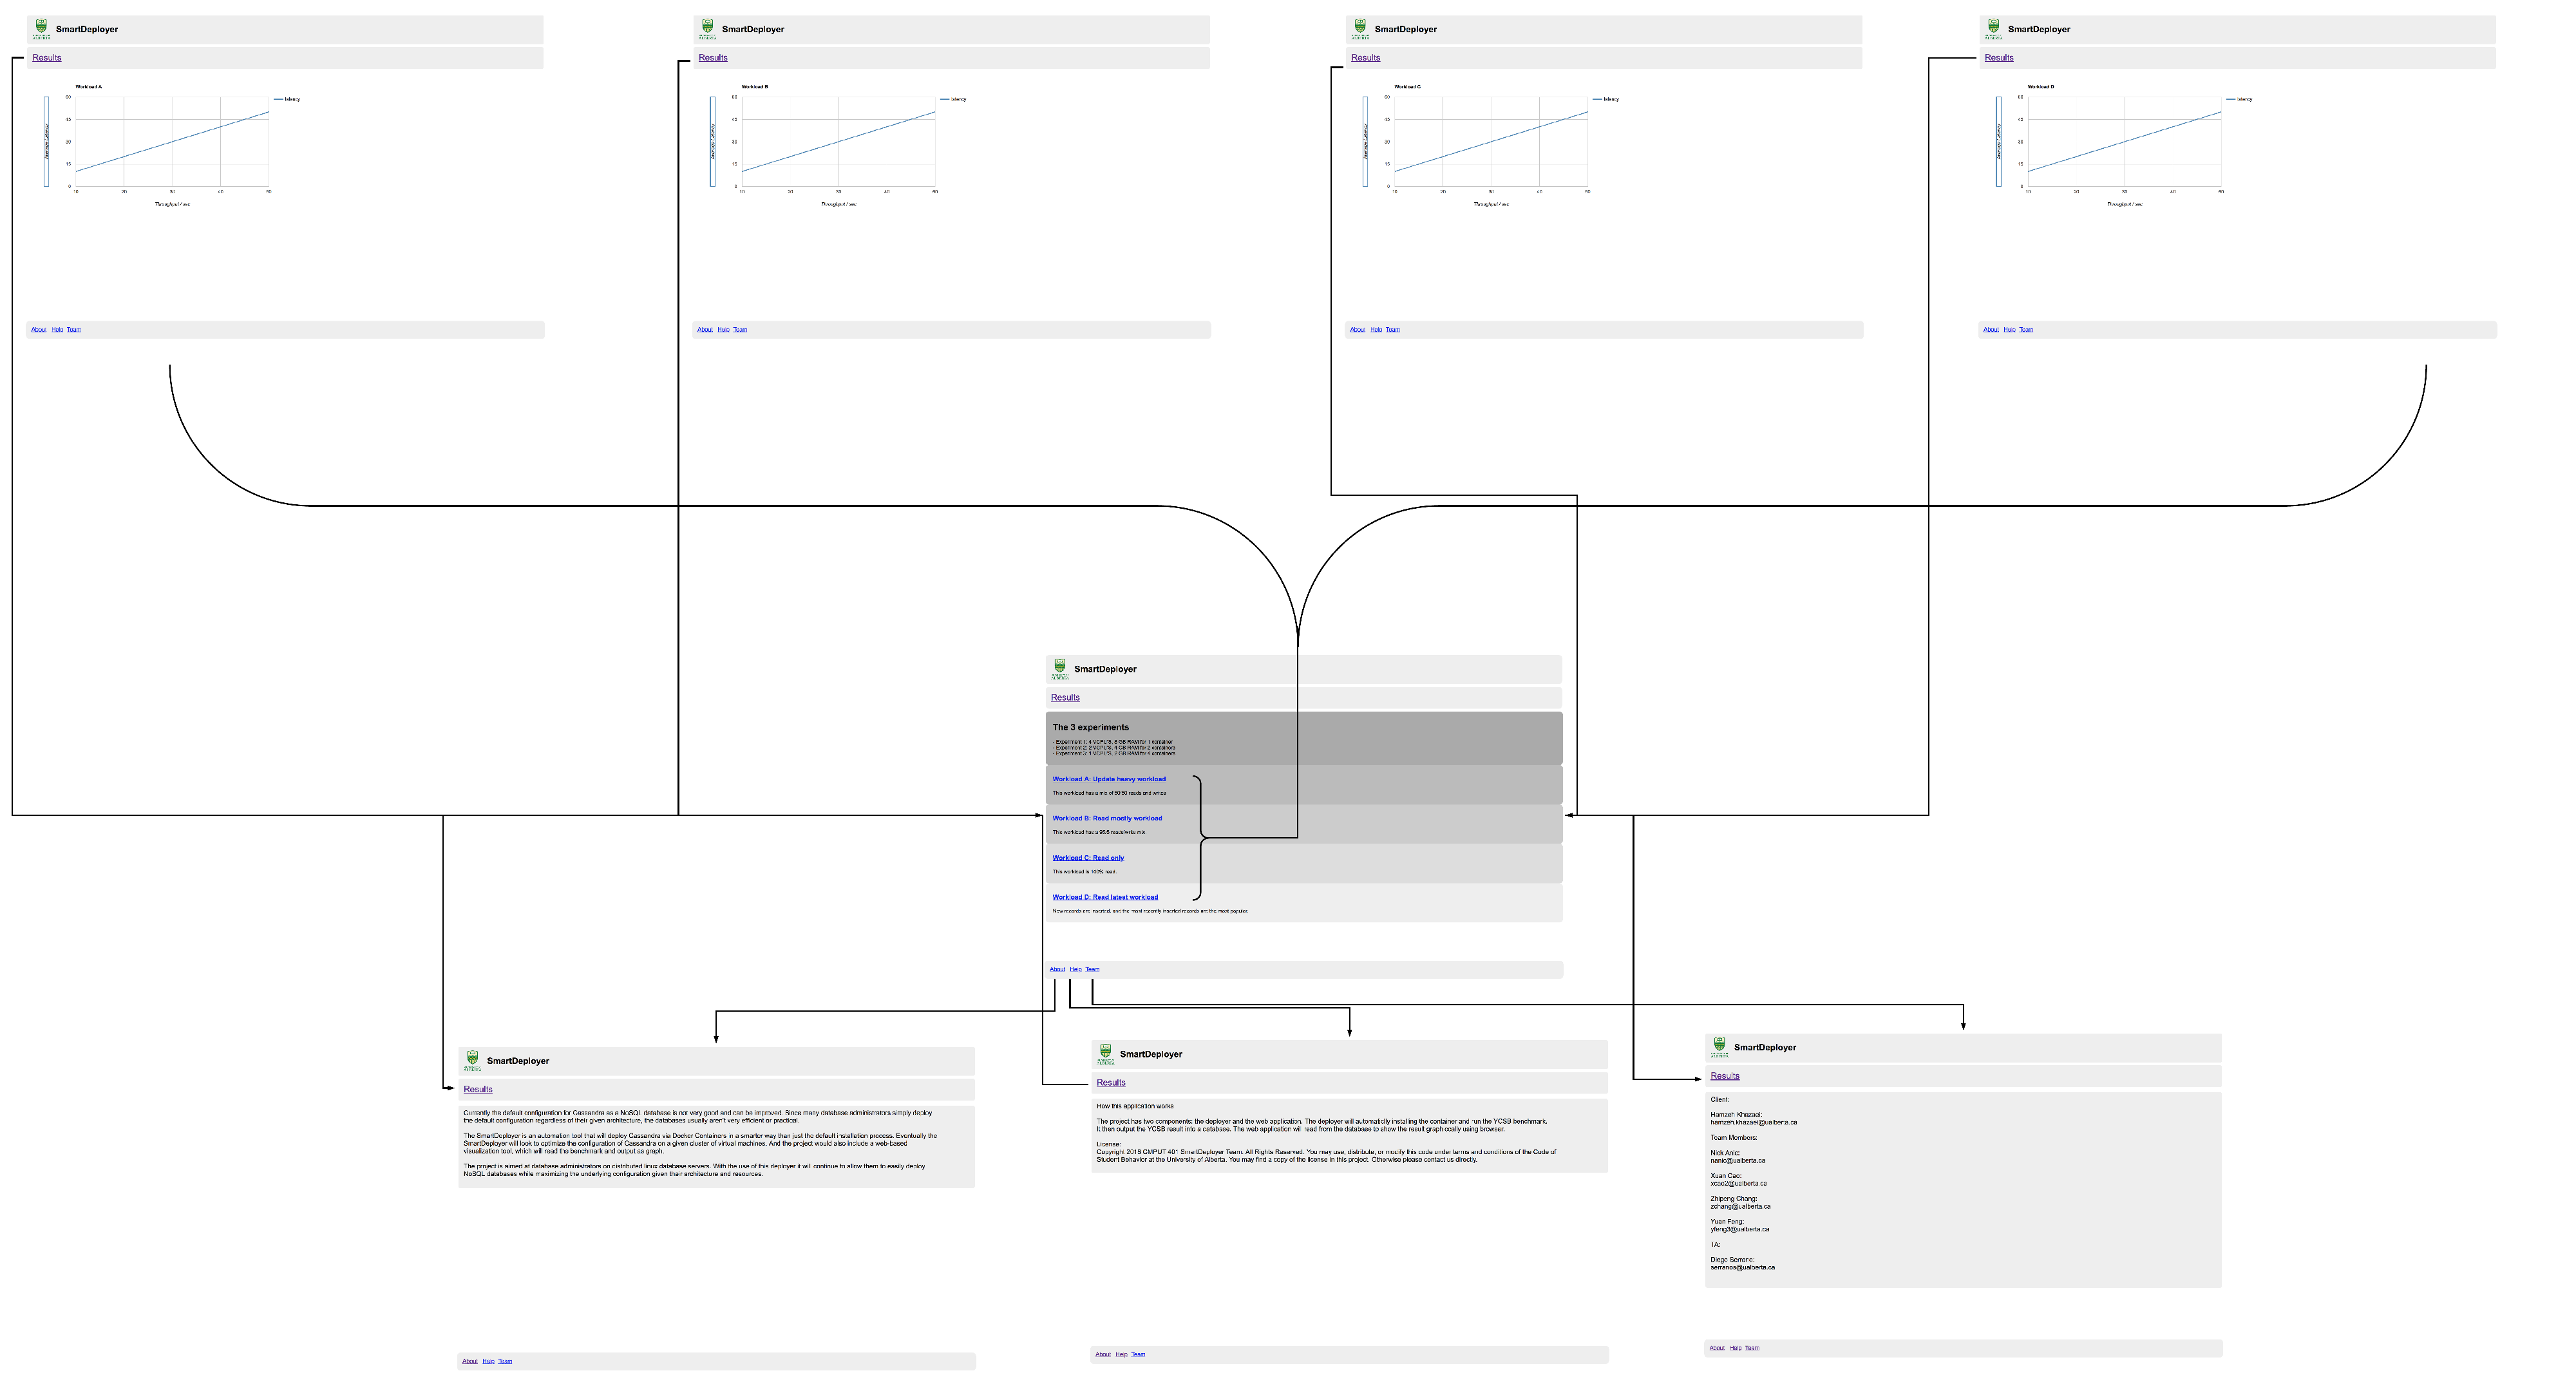 SmartDeployer
Results
Workload A
latency
Average Latency
60
45
30
15
0
10 20 30 40 50
Throughput / sec
About Help Team
SmartDeployer
Results
Workload B
latency
Average Latency
60
45
30
15
0
10 20 30 40 50
Throughput / sec
About Help Team
SmartDeployer
Results
Workload C
latency
Average Latency
60
45
30
15
0
10 20 30 40 50
Throughput / sec
About Help Team
SmartDeployer
Results
Workload D
latency
Average Latency
60
45
30
15
0
10 20 30 40 50
Throughput / sec
About Help Team
SmartDeployer
Results
The 3 experiments
- Experiment 1: 4 VCPU'S, 8 GB RAM for 1 container
- Experiment 2: 2 VCPU'S, 4 GB RAM for 2 containers
- Experiment 3: 1 VCPU'S, 2 GB RAM for 4 containers
Workload A: Update heavy workload
This workload has a mix of 50/50 reads and writes
Workload B: Read mostly workload
This workload has a 95/5 reads/write mix.
Workload C: Read only
This workload is 100% read.
Workload D: Read latest workload
New records are inserted, and the most recently inserted records are the most popular.
About Help Team
SmartDeployer
Results
Currently the default configuration for Cassandra as a NoSQL database is not very good and can be improved. Since many database administrators simply deploy
the default configuration regardless of their given architecture, the databases usually aren't very efficient or practical.
The SmartDeployer is an automation tool that will deploy Cassandra via Docker Containers in a smarter way than just the default installation process. Eventually the
SmartDeployer will look to optimize the configuration of Cassandra on a given cluster of virtual machines. And the project would also include a web-based
visualization tool, which will read the benchmark and output as graph.
The project is aimed at database administrators on distributed linux database servers. With the use of this deployer it will continue to allow them to easily deploy
NoSQL databases while maximizing the underlying configuration given their architecture and resources.
About Help Team
SmartDeployer
Results
How this application works
The project has two components: the deployer and the web application. The deployer will automatictly installing the container and run the YCSB benchmark.
It then output the YCSB result into a database. The web application will read from the database to show the result graph cally using browser.
License:
Copyright 2015 CMPUT 401 SmartDeployer Team. All Rights Reserved. You may use, distribute, or modify this code under terms and conditions of the Code of
Student Behavior at the University of Alberta. You may find a copy of the license in this project. Otherwise please contact us directly.
About Help Team
SmartDeployer
Results
Client:
Hamzeh Khazaei:
hamzeh.khazaei@ualberta.ca
Team Members:
Nick Anic:
nanic@ualberta.ca
Xuan Cao:
xcao2@ualberta.ca
Zhipeng Chang:
zchang@ualberta.ca
Yuan Feng:
yfeng3@ualberta.ca
TA:
Diego Serrano:
serranos@ualberta.ca
About Help Team